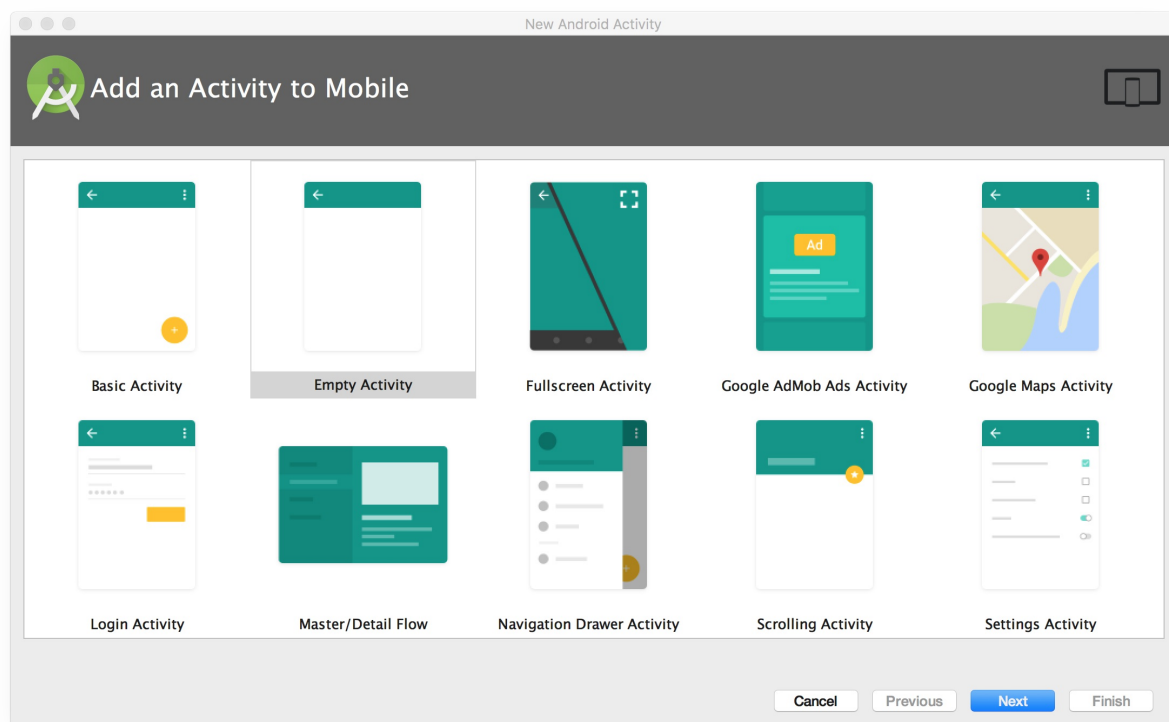 New Android Activity
Add an Activity to Mobile
Ad
Basic Activity
Empty Activity
Fullscreen Activity
Google AdMob Ads Activity
Google Maps Activity
Login Activity
Master/Detail Flow
Navigation Drawer Activity
Scrolling Activity
Settings Activity
Cancel
Previous
Next
Finish